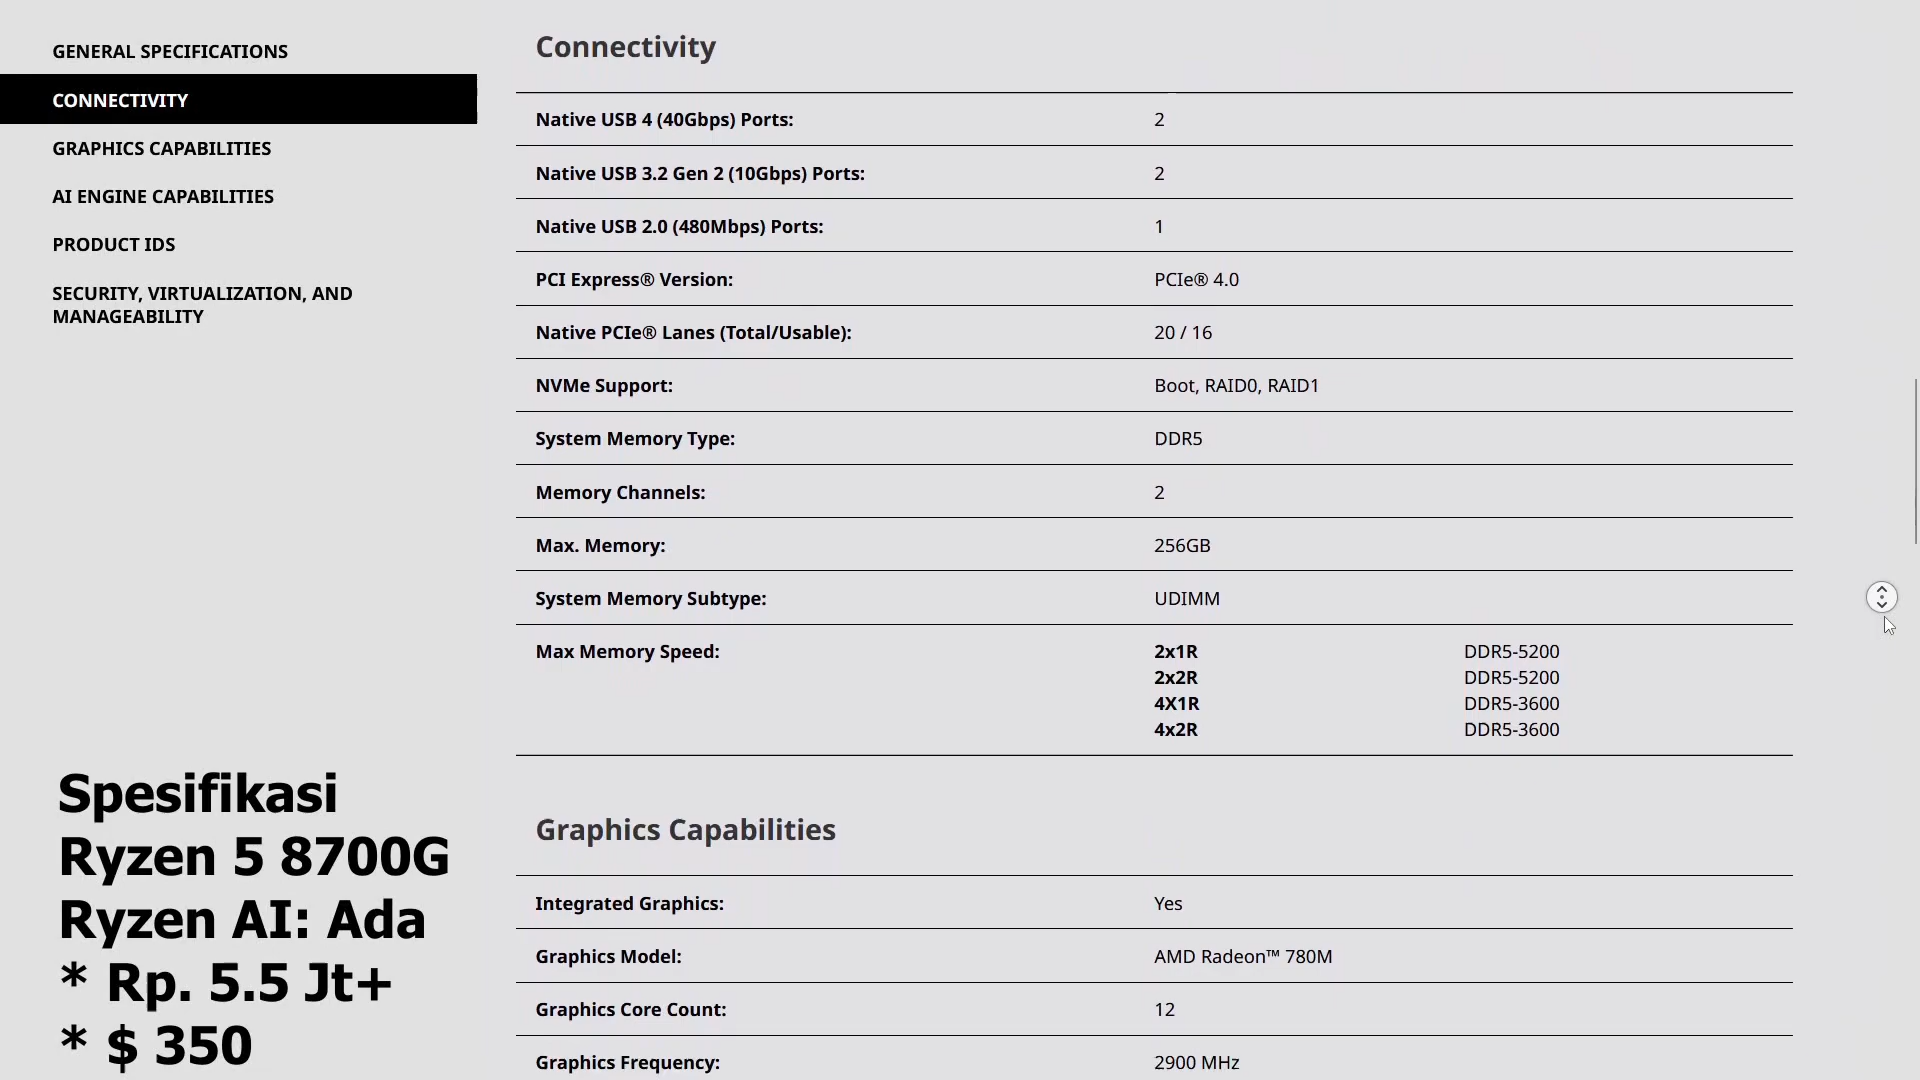 GENERAL SPECIFICATIONS
CONNECTIVITY
GRAPHICS CAPABILITIES
AI ENGINE CAPABILITIES
PRODUCT IDS
SECURITY, VIRTUALIZATION, AND
MANAGEABILITY
Connectivity
Native USB 4 (40Gbps) Ports: 2
Native USB 3.2 Gen 2 (10Gbps) Ports: 2
Native USB 2.0 (480Mbps) Ports: 1
PCI Express® Version: PCIe® 4.0
Native PCIe® Lanes (Total/Usable): 20 / 16
NVMe Support: Boot, RAID0, RAID1
System Memory Type: DDR5
Memory Channels: 2
Max. Memory: 256GB
System Memory Subtype: UDIMM
Max Memory Speed: 2x1R DDR5-5200
2x2R DDR5-5200
4X1R DDR5-3600
4x2R DDR5-3600
Graphics Capabilities
Integrated Graphics: Yes
Graphics Model: AMD Radeon™ 780M
Graphics Core Count: 12
Graphics Frequency: 2900 MHz
Spesifikasi
Ryzen 5 8700G
Ryzen AI: Ada
* Rp. 5.5 Jt+
* $ 350